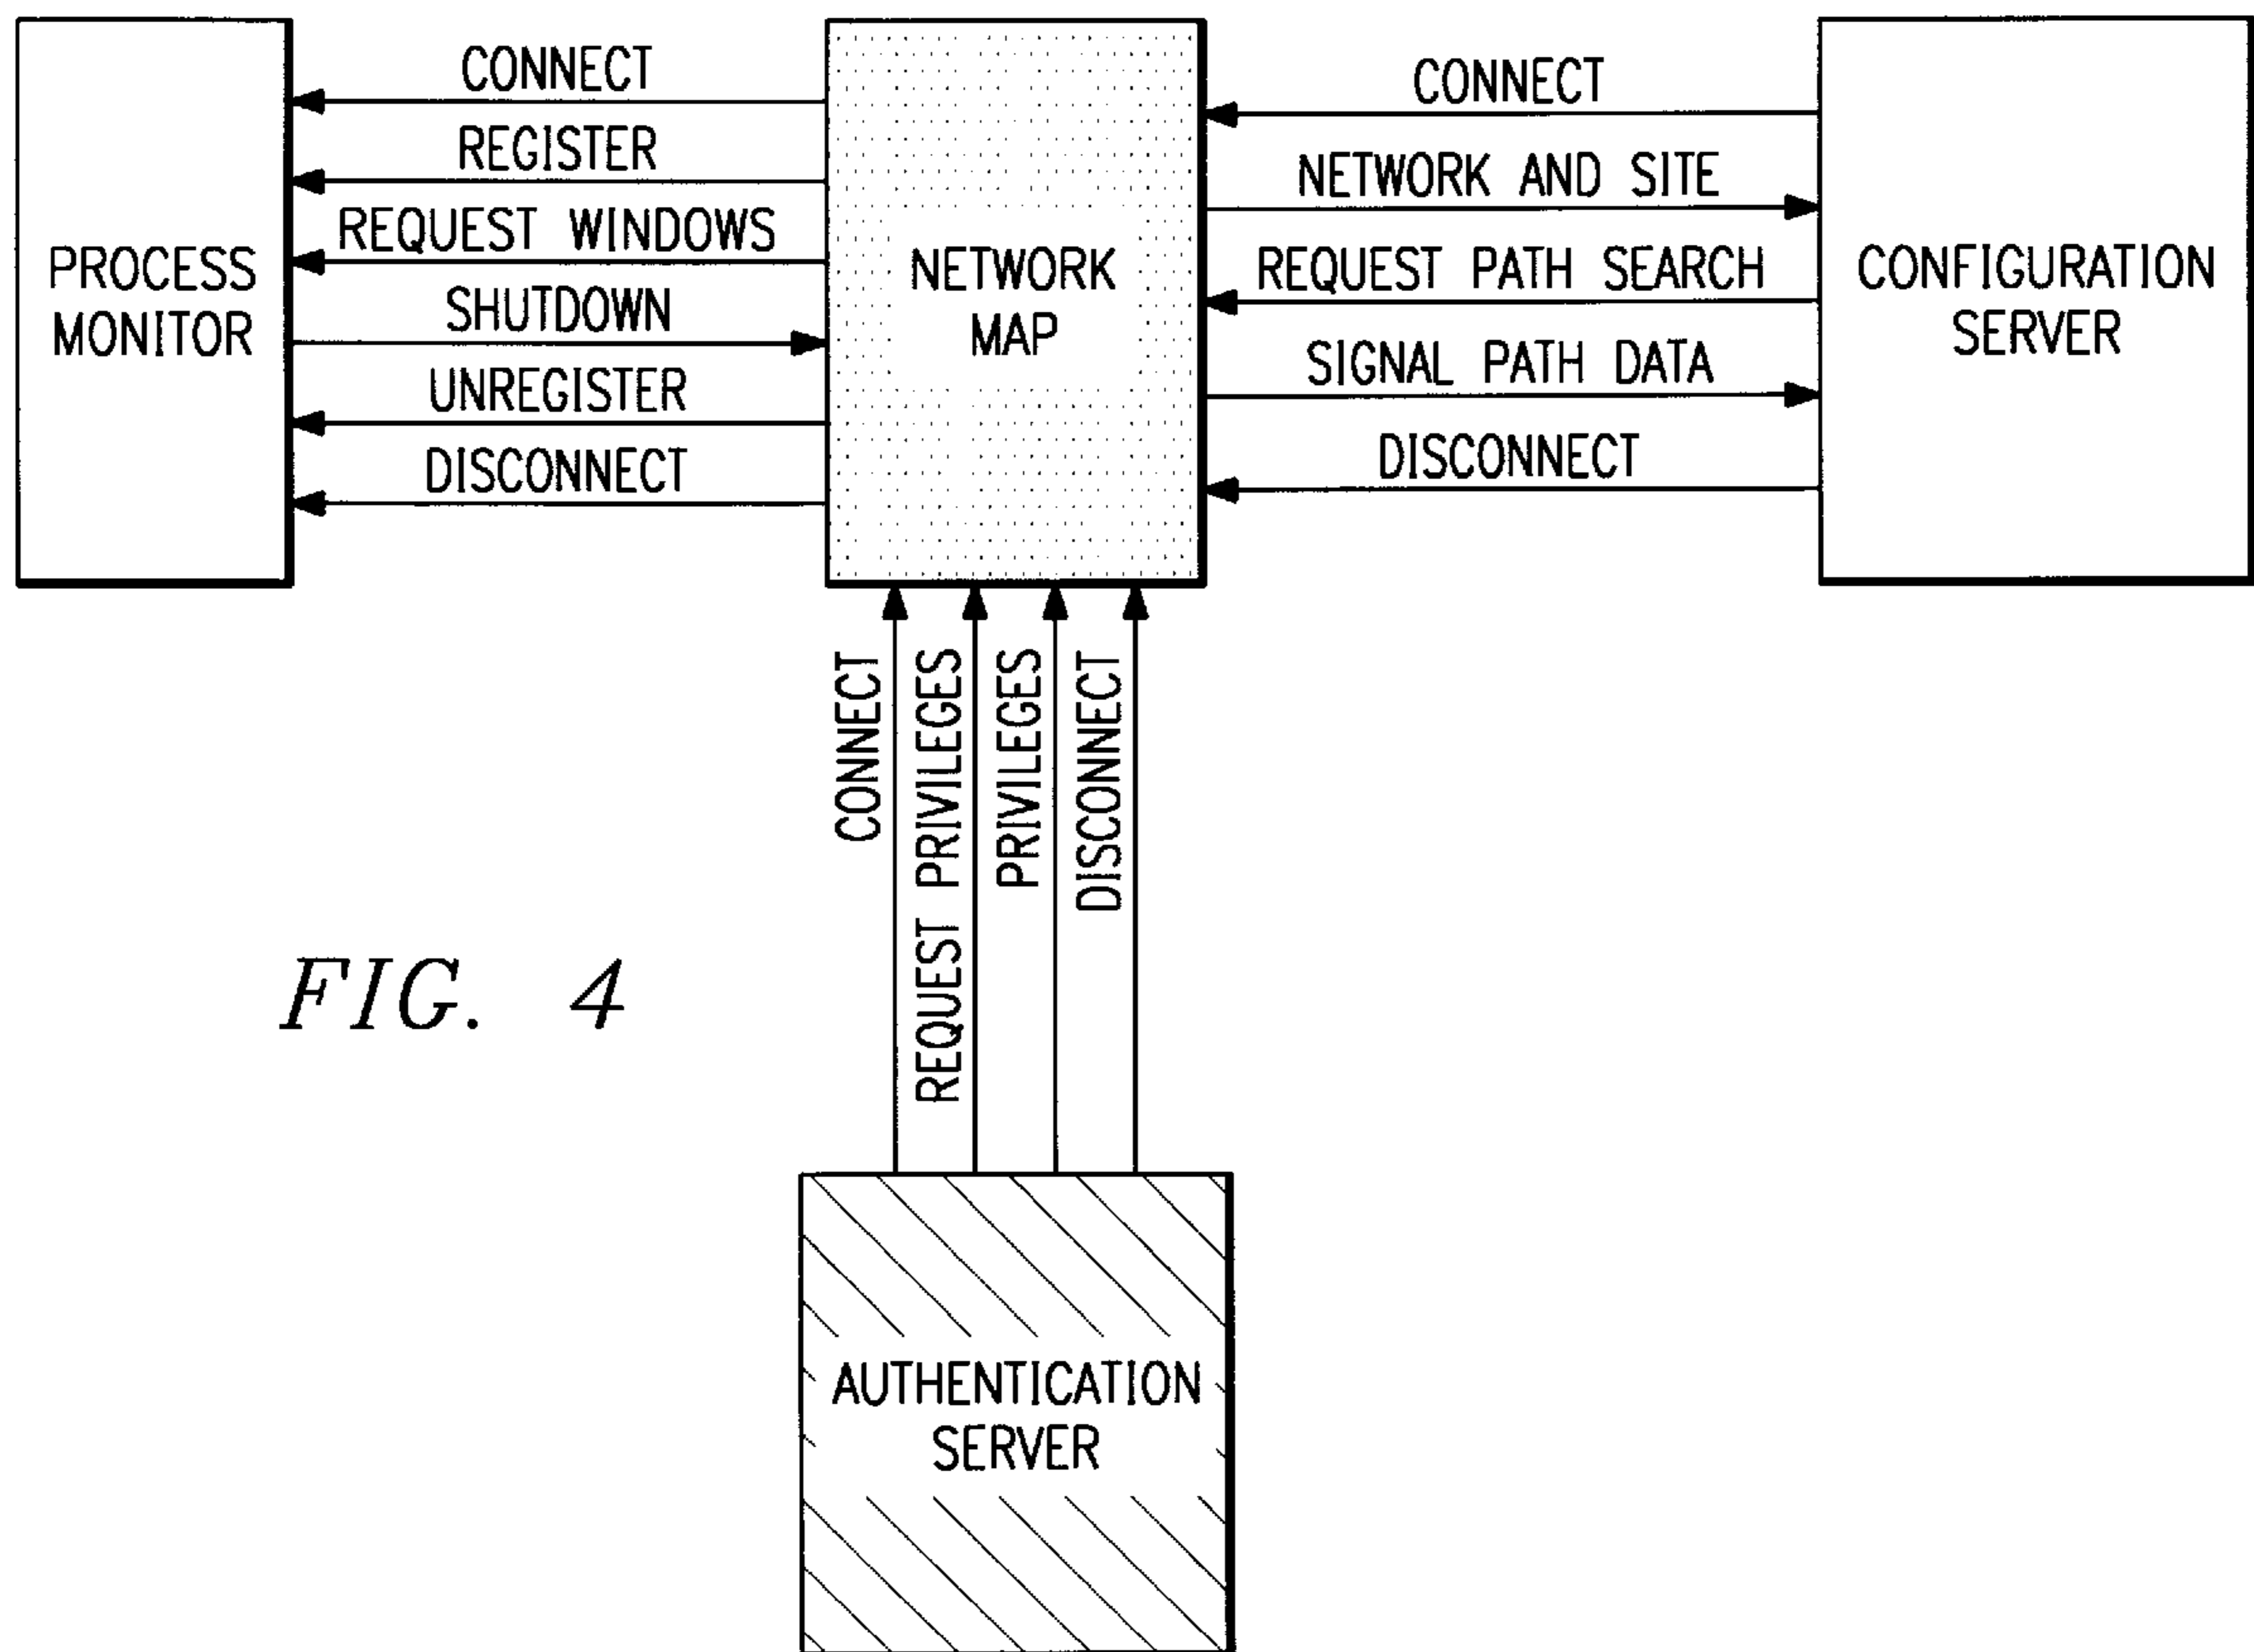 CONNECT
REGISTER
REQUEST WINDOWS
SHUTDOWN
UNREGISTER
DISCONNECT
PROCESS
MONITOR
NETWORK
MAP
CONNECT
NETWORK AND SITE
REQUEST PATH SEARCH
SIGNAL PATH DATA
DISCONNECT
CONFIGURATION
SERVER
CONNECT
REQUEST PRIVILEGES
PRIVILEGES
DISCONNECT
FIG. 4
AUTHENTICATION
SERVER